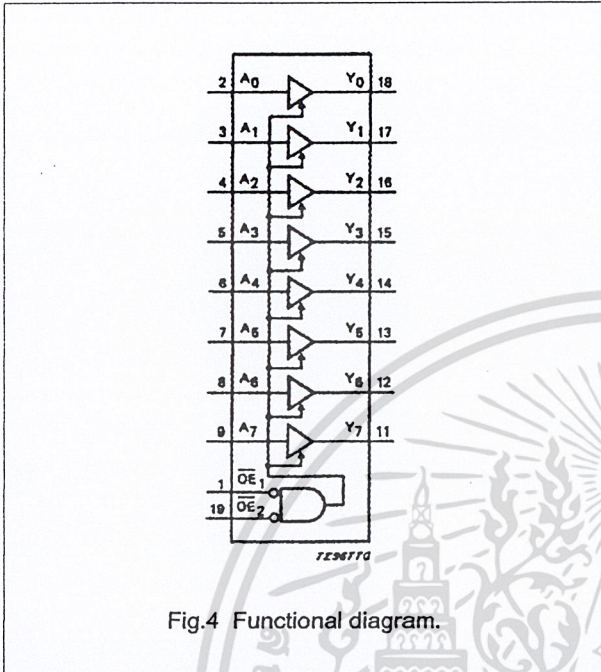 2 A0 Y0 18
3 A1 Y1 17
4 A2 Y2 16
5 A3 Y3 15
6 A4 Y4 14
7 A5 Y5 13
8 A6 Y6 12
9 A7 Y7 11
1 OE1
19 OE2
Fig.4 Functional diagram.